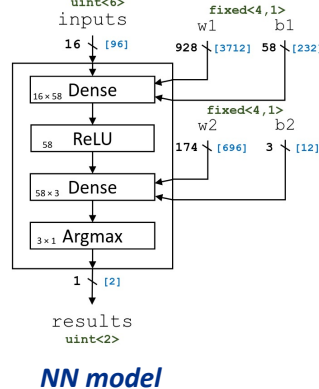 uint<6>
inputs
fixed<4,1>
w1 b1
16 [96]
928 [3712] 58 [232]
16×58 Dense
58 ReLU
fixed<4,1>
w2 b2
174 [696] 3 [12]
58×3 Dense
3×1 Argmax
1 [2]
results
uint<2>
NN model